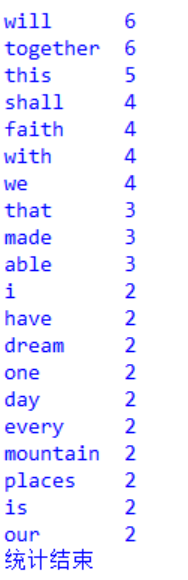 will 6
together 6
this 5
shall 4
faith 4
with 4
we 4
that 3
made 3
able 3
i 2
have 2
dream 2
one 2
day 2
every 2
mountain 2
places 2
is 2
our 2
统计结束